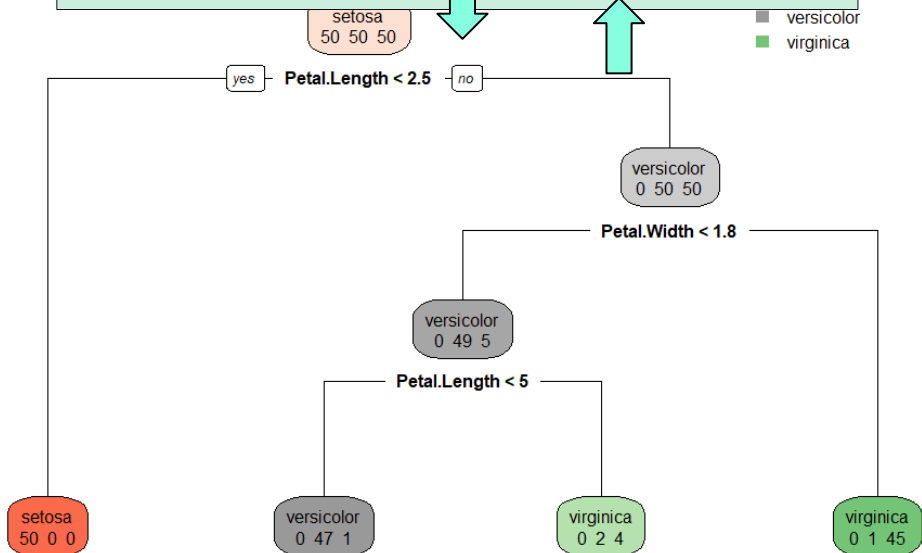 setosa
50 50 50
versicolor
virginica
yes
Petal.Length < 2.5
no
versicolor
0 50 50
Petal.Width < 1.8
versicolor
0 49 5
Petal.Length < 5
setosa
50 0 0
versicolor
0 47 1
virginica
0 2 4
virginica
0 1 45